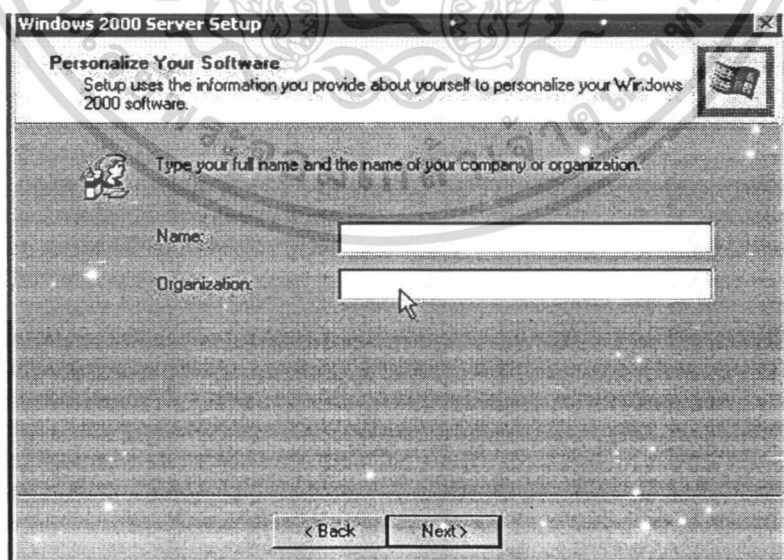 Windows 2000 Server Setup
Personalize Your Software
Setup uses the information you provide about yourself to personalize your Windows
2000 software.
Type your full name and the name of your company or organization.
Name:
Organization:
< Back
Next >